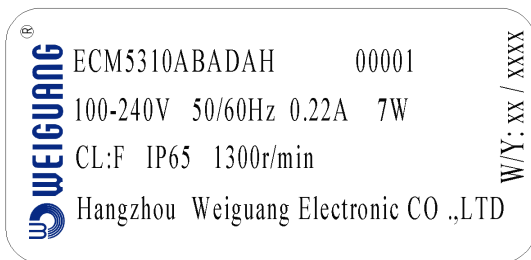 WEIGUANG®
ECM5310ABADAH 00001
100-240V 50/60Hz 0.22A 7W
CL:F IP65 1300r/min
Hangzhou Weiguang Electronic CO .,LTD
W/Y: xx / xxxx